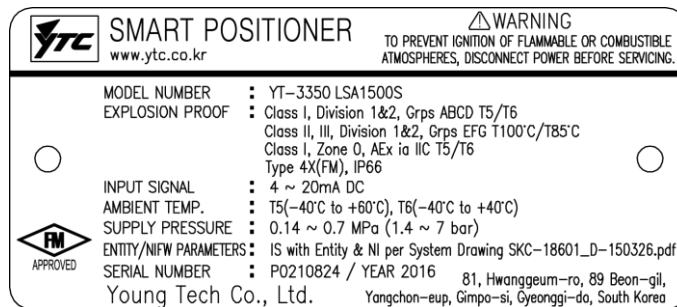 YTC SMART POSITIONER
www.ytc.co.kr
⚠WARNING
TO PREVENT IGNITION OF FLAMMABLE OR COMBUSTIBLE
ATMOSPHERES, DISCONNECT POWER BEFORE SERVICING.
MODEL NUMBER : YT-3350 LSA1500S
EXPLOSION PROOF : Class I, Division 1&2, Grps ABCD T5/T6
Class II, III, Division 1&2, Grps EFG T100°C/T85°C
Class I, Zone 0, AEx ia IIC T5/T6
Type 4X(FM), IP66
INPUT SIGNAL : 4 ~ 20mA DC
AMBIENT TEMP. : T5(-40°C to +60°C), T6(-40°C to +40°C)
SUPPLY PRESSURE : 0.14 ~ 0.7 MPa (1.4 ~ 7 bar)
ENTITY/NIFW PARAMETERS : IS with Entity & NI per System Drawing SKC-18601_D-150326.pdf
SERIAL NUMBER : P0210824 / YEAR 2016
FM
APPROVED
Young Tech Co., Ltd.
81, Hwanggeum-ro, 89 Beon-gil,
Yangchon-eup, Gimpo-si, Gyeonggi-do, South Korea